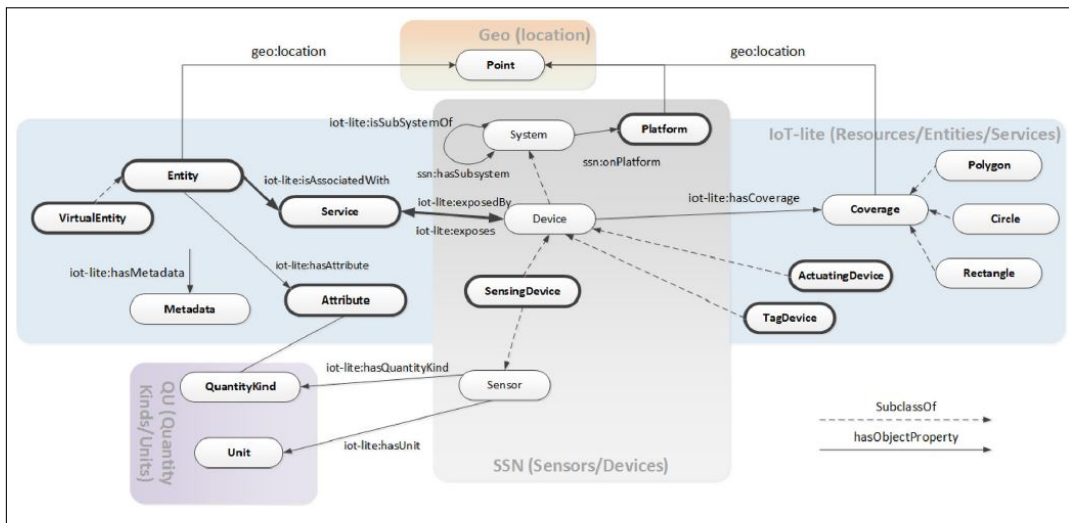 Geo (location)
geo:location
geo:location
Point
iot-lite:isSubSystemOf
System
Platform
IoT-lite (Resources/Entities/Services)
ssn:onPlatform
ssn:hasSubsystem
Polygon
Entity
iot-lite:isAssociatedWith
iot-lite:exposedBy
iot-lite:hasCoverage
VirtualEntity
Service
Device
Coverage
Circle
iot-lite:exposes
iot-lite:hasMetadata
iot-lite:hasAttribute
Rectangle
ActuatingDevice
SensingDevice
Metadata
Attribute
TagDevice
iot-lite:hasQuantityKind
QuantityKind
Sensor
QU (Quantity
Kinds/Units)
SubclassOf
iot-lite:hasUnit
hasObjectProperty
Unit
SSN (Sensors/Devices)